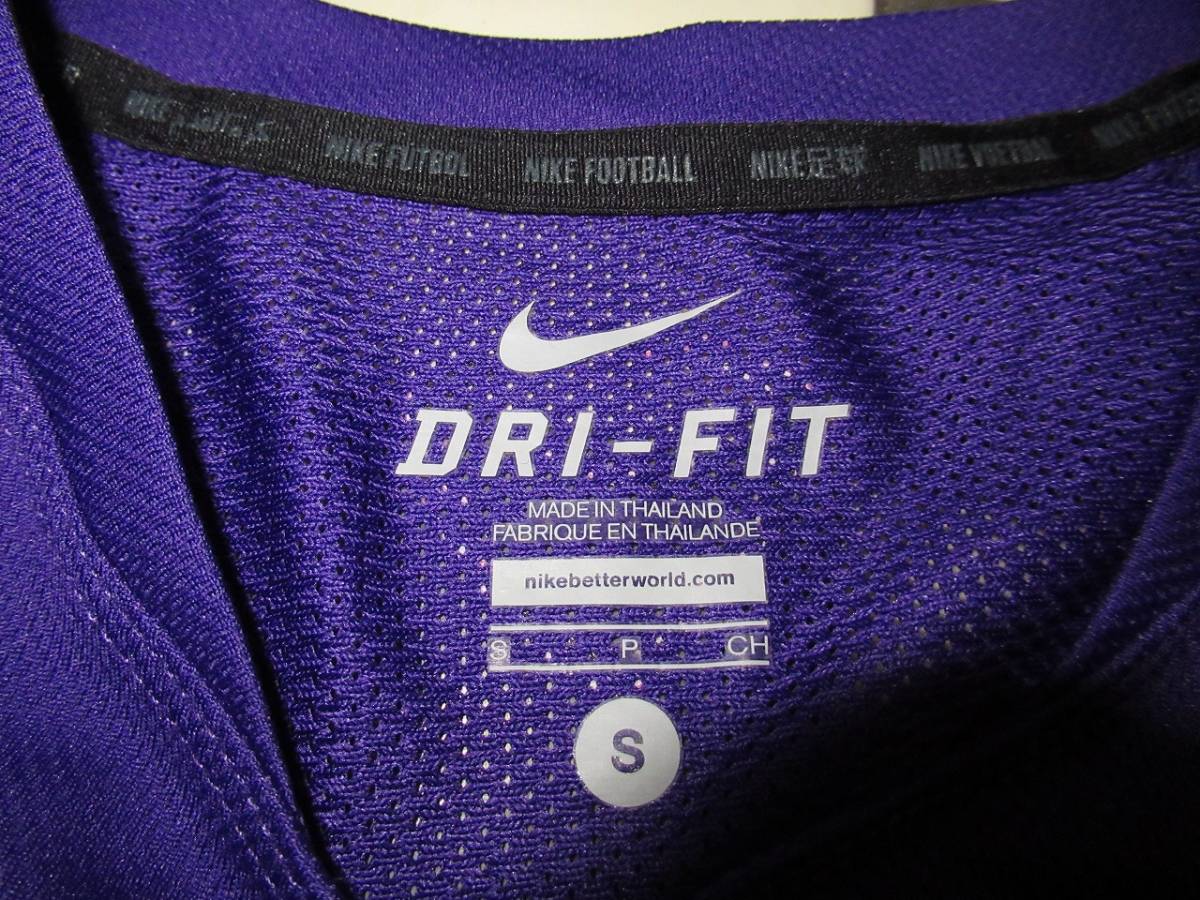 NIKE FUTBOL NIKE FOOTBALL NIKE足球 NIKE VOETBAL NIKE
DRI-FIT
MADE IN THAILAND
FABRIQUE EN THAILANDE
nikebetterworld.com
S P CH
S